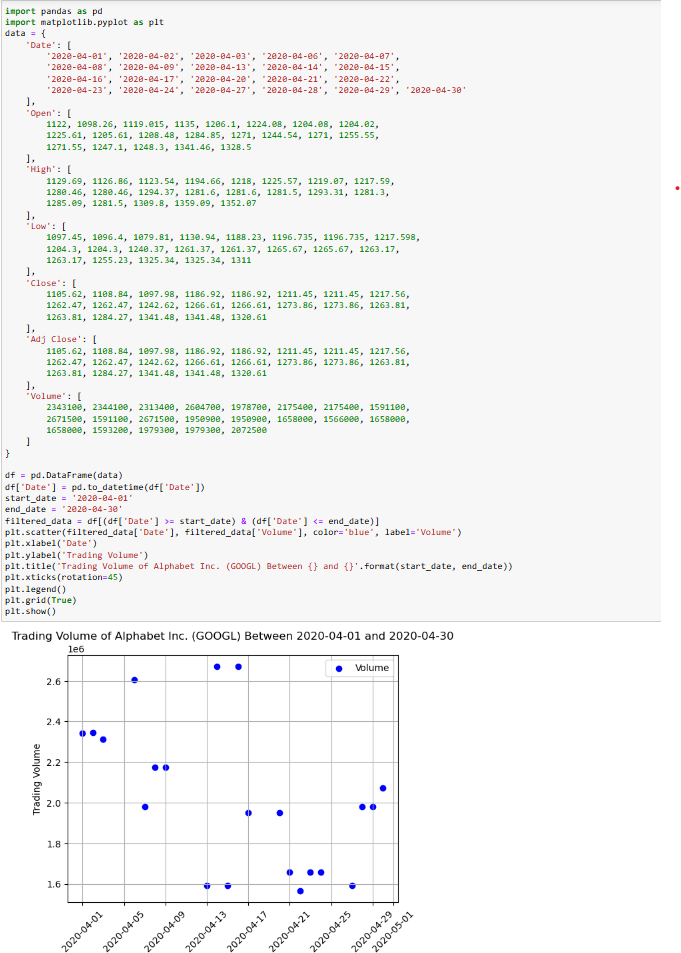 import pandas as pd
import matplotlib.pyplot as plt
data = {
    'Date': [
        '2020-04-01', '2020-04-02', '2020-04-03', '2020-04-06', '2020-04-07',
        '2020-04-08', '2020-04-09', '2020-04-13', '2020-04-14', '2020-04-15',
        '2020-04-16', '2020-04-17', '2020-04-20', '2020-04-21', '2020-04-22',
        '2020-04-23', '2020-04-24', '2020-04-27', '2020-04-28', '2020-04-29', '2020-04-30'
    ],
    'Open': [
        1122, 1098.26, 1119.015, 1135, 1206.1, 1224.08, 1204.08, 1204.02,
        1225.61, 1205.61, 1208.48, 1284.85, 1271, 1244.54, 1271, 1255.55,
        1271.55, 1247.1, 1248.3, 1341.46, 1328.5
    ],
    'High': [
        1129.69, 1126.86, 1123.54, 1194.66, 1218, 1225.57, 1219.07, 1217.59,
        1280.46, 1280.46, 1294.37, 1281.6, 1281.6, 1281.5, 1293.31, 1281.3,
        1285.09, 1281.5, 1309.8, 1359.09, 1352.07
    ],
    'Low': [
        1097.45, 1096.4, 1079.81, 1130.94, 1188.23, 1196.735, 1196.735, 1217.598,
        1204.3, 1204.3, 1240.37, 1261.37, 1261.37, 1265.67, 1265.67, 1263.17,
        1263.17, 1255.23, 1325.34, 1325.34, 1311
    ],
    'Close': [
        1105.62, 1108.84, 1097.98, 1186.92, 1186.92, 1211.45, 1211.45, 1217.56,
        1262.47, 1262.47, 1242.62, 1266.61, 1266.61, 1273.86, 1273.86, 1263.81,
        1263.81, 1284.27, 1341.48, 1341.48, 1320.61
    ],
    'Adj Close': [
        1105.62, 1108.84, 1097.98, 1186.92, 1186.92, 1211.45, 1211.45, 1217.56,
        1262.47, 1262.47, 1242.62, 1266.61, 1266.61, 1273.86, 1273.86, 1263.81,
        1263.81, 1284.27, 1341.48, 1341.48, 1320.61
    ],
    'Volume': [
        2343100, 2344100, 2313400, 2604700, 1978700, 2175400, 2175400, 1591100,
        2671500, 1591100, 2671500, 1950900, 1950900, 1658000, 1566000, 1658000,
        1658000, 1593200, 1979300, 1979300, 2072500
    ]
}
df = pd.DataFrame(data)
df['Date'] = pd.to_datetime(df['Date'])
start_date = '2020-04-01'
end_date = '2020-04-30'
filtered_data = df[(df['Date'] >= start_date) & (df['Date'] <= end_date)]
plt.scatter(filtered_data['Date'], filtered_data['Volume'], color='blue', label='Volume')
plt.xlabel('Date')
plt.ylabel('Trading Volume')
plt.title('Trading Volume of Alphabet Inc. (GOOGL) Between {} and {}'.format(start_date, end_date))
plt.xticks(rotation=45)
plt.legend()
plt.grid(True)
plt.show()
Trading Volume of Alphabet Inc. (GOOGL) Between 2020-04-01 and 2020-04-30
1e6
Volume
2.6
2.4
2.2
2.0
1.8
1.6
Trading Volume
2020-04-01
2020-04-05
2020-04-09
2020-04-13
2020-04-17
2020-04-21
2020-04-25
2020-04-29
2020-05-01